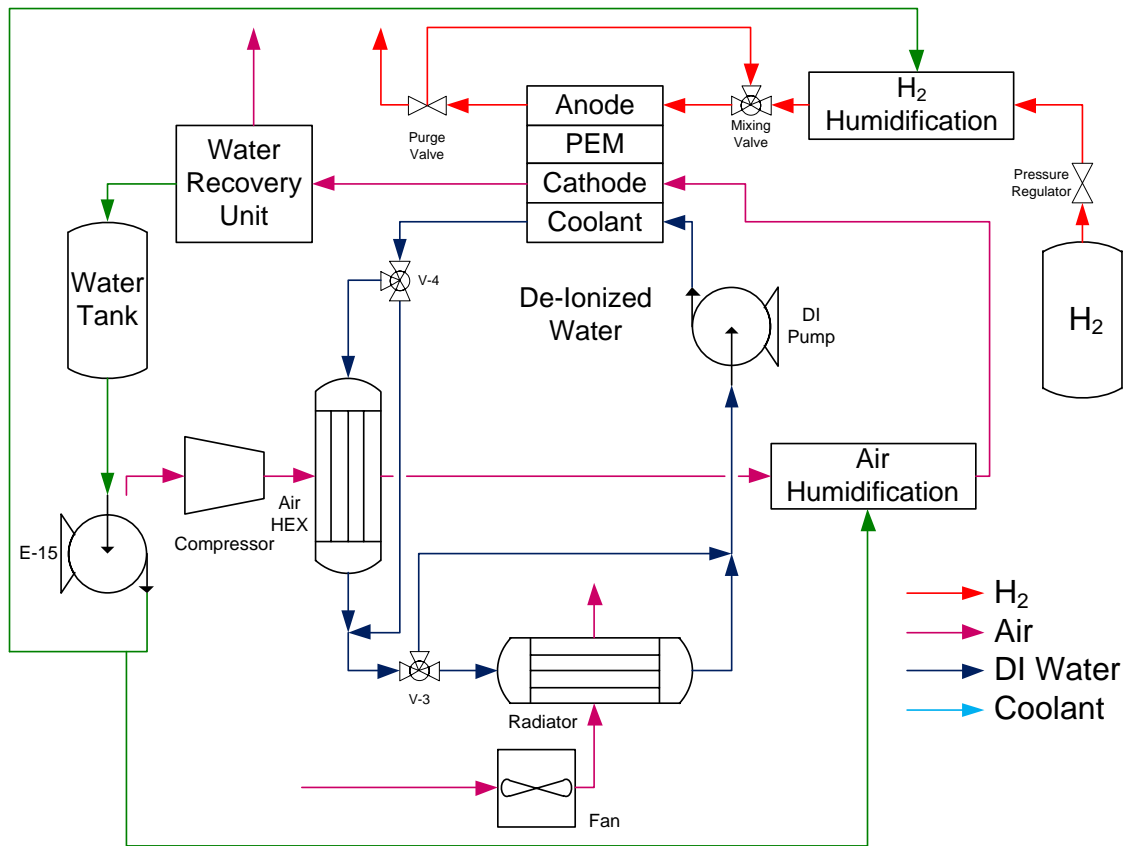 H2
Humidification
Anode
PEM
Cathode
Coolant
Purge
Valve
Mixing
Valve
Pressure
Regulator
Water
Recovery
Unit
Water
Tank
V-4
De-Ionized
Water
DI
Pump
H2
Air
HEX
Compressor
E-15
Air
Humidification
V-3
Radiator
Fan
H2
Air
DI Water
Coolant